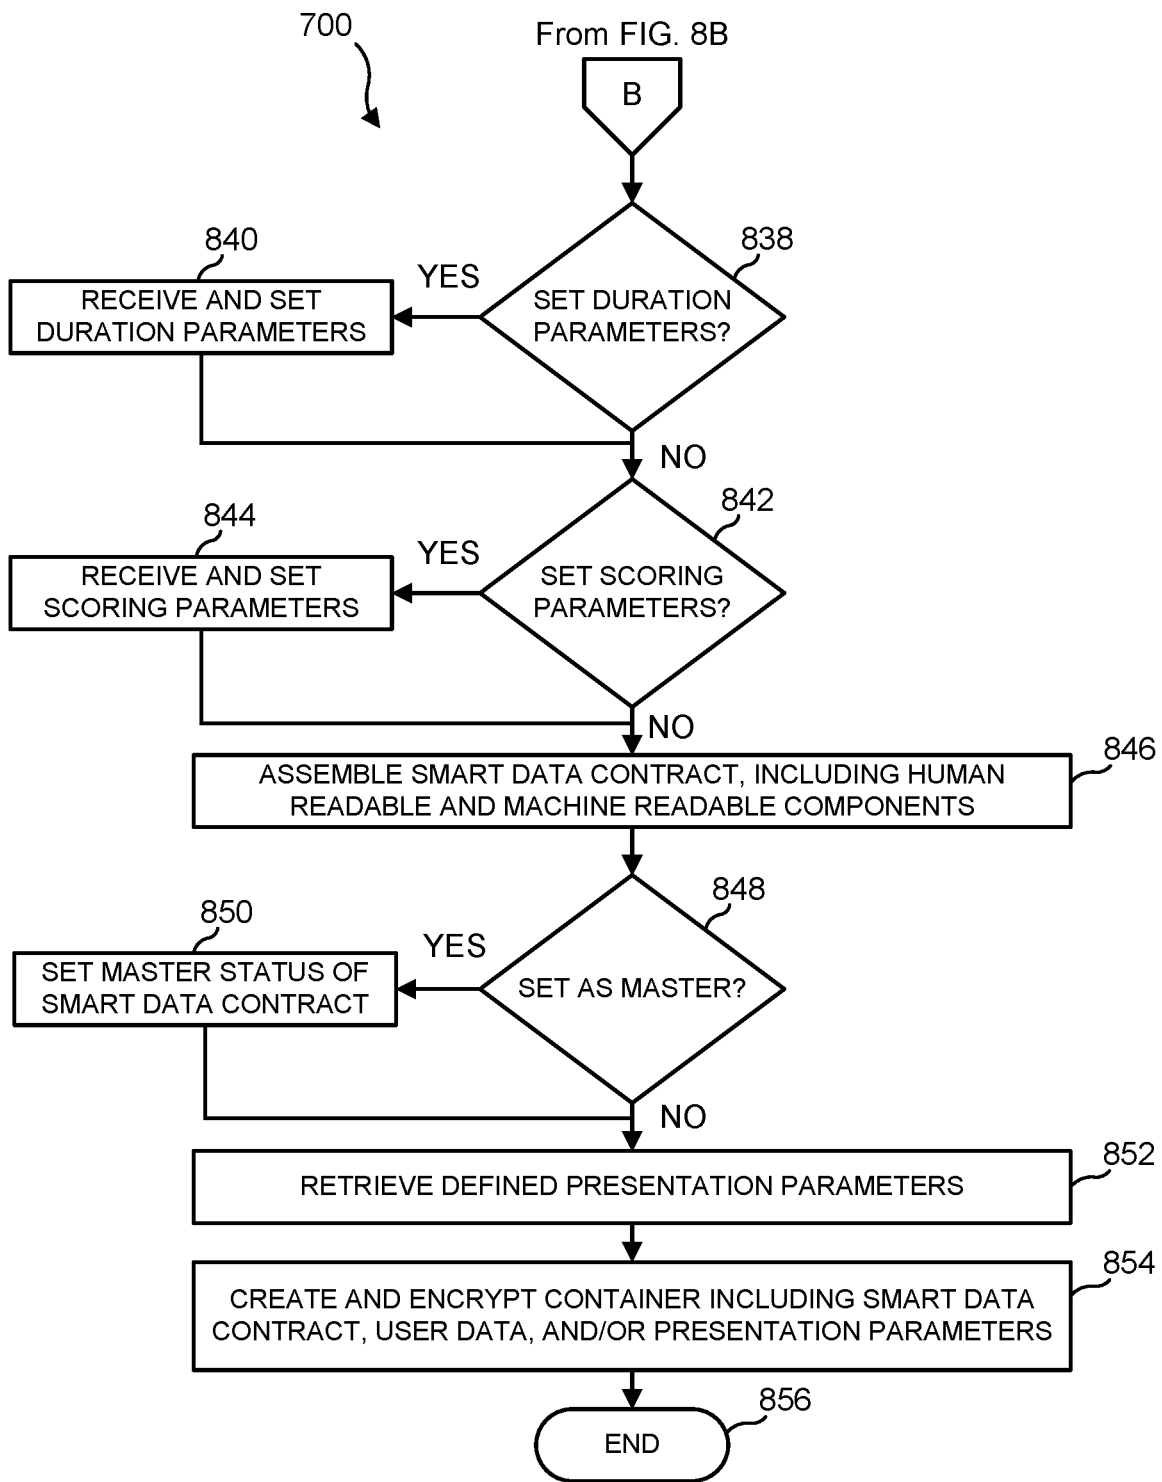 700
From FIG. 8B
B
838
SET DURATION
PARAMETERS?
YES
840
RECEIVE AND SET
DURATION PARAMETERS
NO
842
SET SCORING
PARAMETERS?
YES
844
RECEIVE AND SET
SCORING PARAMETERS
NO
846
ASSEMBLE SMART DATA CONTRACT, INCLUDING HUMAN
READABLE AND MACHINE READABLE COMPONENTS
848
SET AS MASTER?
YES
850
SET MASTER STATUS OF
SMART DATA CONTRACT
NO
852
RETRIEVE DEFINED PRESENTATION PARAMETERS
854
CREATE AND ENCRYPT CONTAINER INCLUDING SMART DATA
CONTRACT, USER DATA, AND/OR PRESENTATION PARAMETERS
856
END